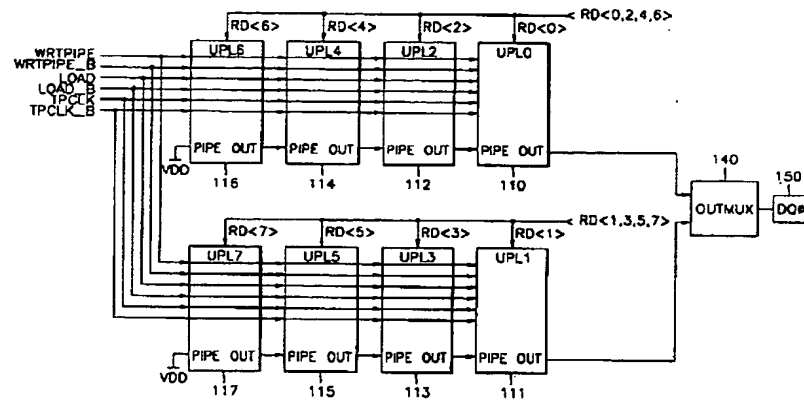 RD<6> RD<4> RD<2> RD<0> RD<0,2,4,6>
UPL6 UPL4 UPL2 UPL0
WRTPIPE
WRTPIPE_B
LOAD
LOAD_B
TPCLK
TPCLK_B
PIPE OUT PIPE OUT PIPE OUT PIPE OUT
VDD
116 114 112 110
140
150
OUTMUX DQ#
RD<7> RD<5> RD<3> RD<1> RD<1,3,5,7>
UPL7 UPL5 UPL3 UPL1
PIPE OUT PIPE OUT PIPE OUT PIPE OUT
VDD
117 115 113 111